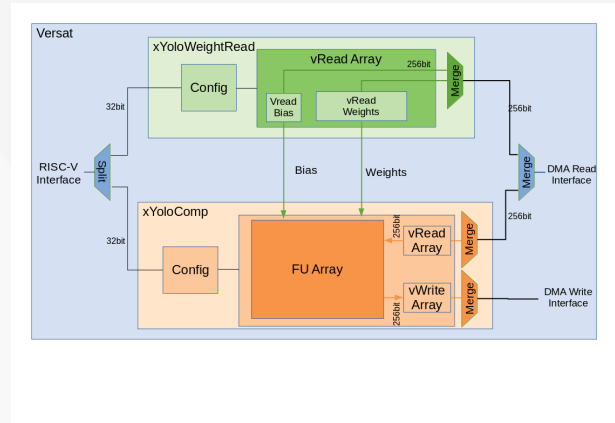 Versat
xYoloWeightRead
vRead Array
256bit
Merge
Config
Vread
Bias
vRead
Weights
32bit
256bit
RISC-V
Interface
Split
Bias
Weights
Merge
DMA Read
Interface
xYoloComp
256bit
32bit
256bit
vRead
Array
Merge
Config
FU Array
vWrite
Array
256bit
Merge
DMA Write
Interface